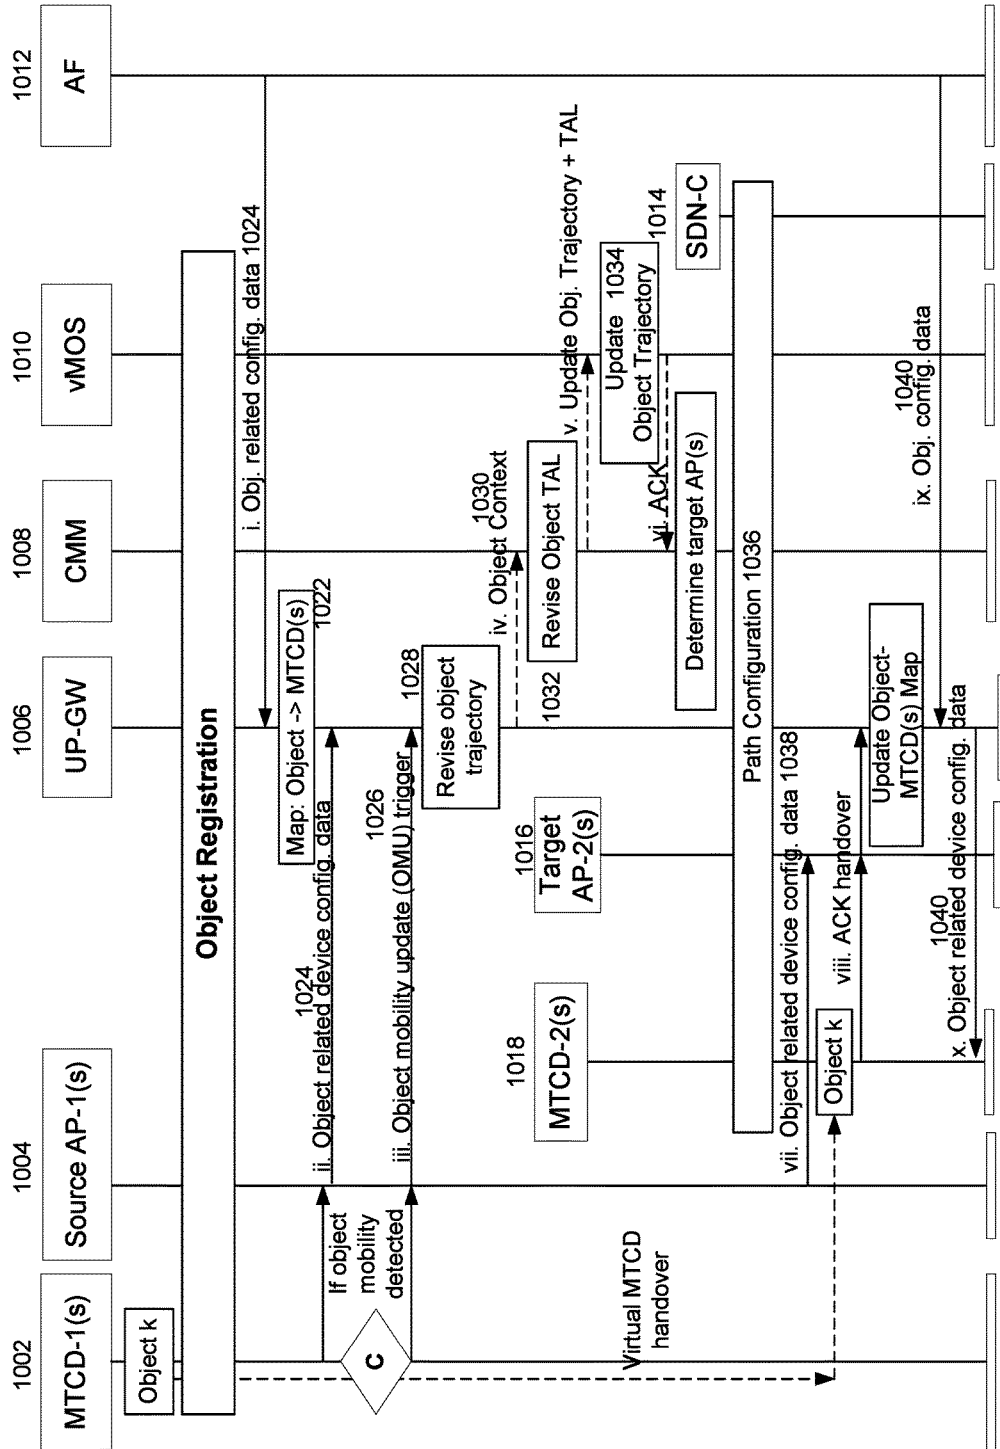 1002
MTCD-1(s)
1004
Source AP-1(s)
1006
UP-GW
1008
CMM
1010
vMOS
1012
AF
Object k
Object Registration
i. Obj. related config. data 1024
Map: Object -> MTCD(s)
1022
1024
ii. Object related device config. data
If object
mobility
detected
C
1026
iii. Object mobility update (OMU) trigger
1028
Revise object
trajectory
1030
iv. Object Context
1032
Revise Object TAL
v. Update Obj. Trajectory + TAL
Update 1034
Object Trajectory
vi. ACK
1018
MTCD-2(s)
1016
Target
AP-2(s)
1014
SDN-C
Determine target AP(s)
Path Configuration 1036
vii. Object related device config. data 1038
Virtual MTCD
handover
Object k
viii. ACK handover
Update Object-
MTCD(s) Map
1040
ix. Obj. config. data
1040
x. Object related device config. data